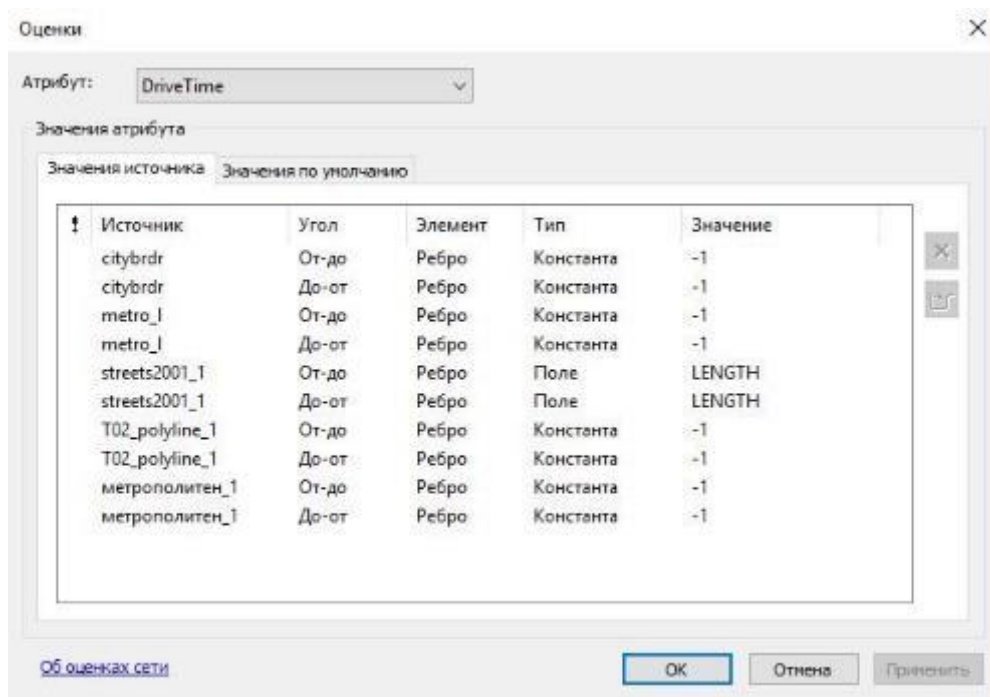 Оценки
Атрибут: DriveTime
Значения атрибута
Значения источника Значения по умолчанию
Источник Угол Элемент Тип Значение
citybrdr От-до Ребро Константа -1
citybrdr До-от Ребро Константа -1
metro_l От-до Ребро Константа -1
metro_l До-от Ребро Константа -1
streets2001_1 От-до Ребро Поле LENGTH
streets2001_1 До-от Ребро Поле LENGTH
T02_polyline_1 От-до Ребро Константа -1
T02_polyline_1 До-от Ребро Константа -1
метрополитен_1 От-до Ребро Константа -1
метрополитен_1 До-от Ребро Константа -1
Об оценках сети OK Отмена Применить